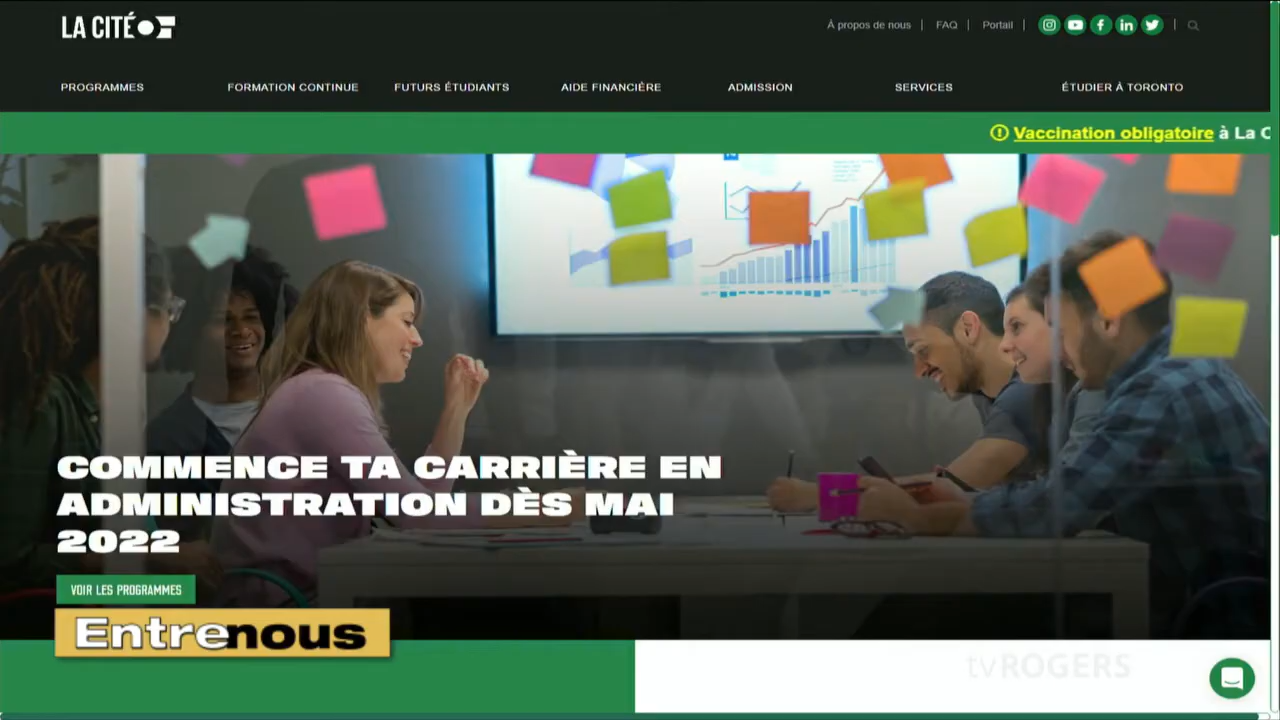 LA CITÉ
À propos de nous | FAQ | Portail |
PROGRAMMES FORMATION CONTINUE FUTURS ÉTUDIANTS AIDE FINANCIÈRE ADMISSION SERVICES ÉTUDIER À TORONTO
Vaccination obligatoire à La C
COMMENCE TA CARRIÈRE EN
ADMINISTRATION DÈS MAI
2022
VOIR LES PROGRAMMES
Entrenous
tvROGERS